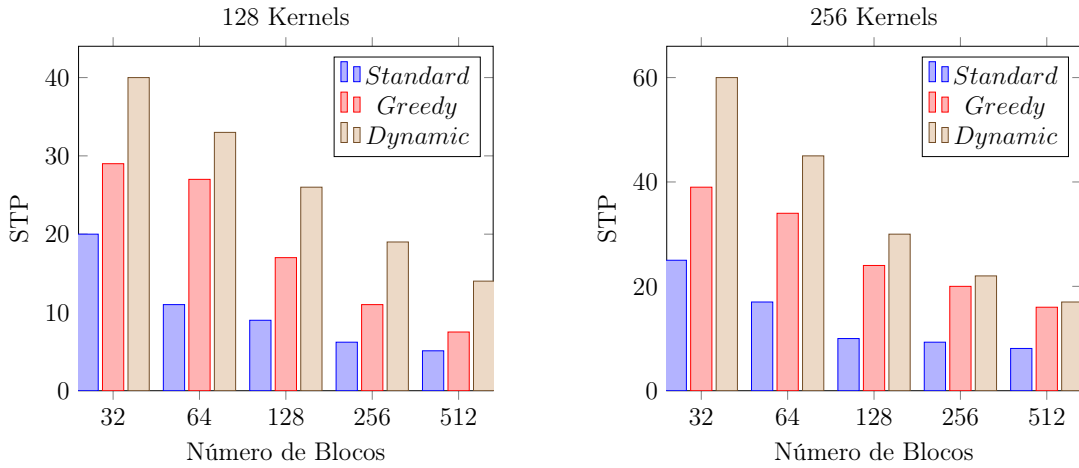 128 Kernels
40
30
20
10
0
STP
Standard
Greedy
Dynamic
32 64 128 256 512
Número de Blocos
256 Kernels
60
40
20
0
STP
Standard
Greedy
Dynamic
32 64 128 256 512
Número de Blocos